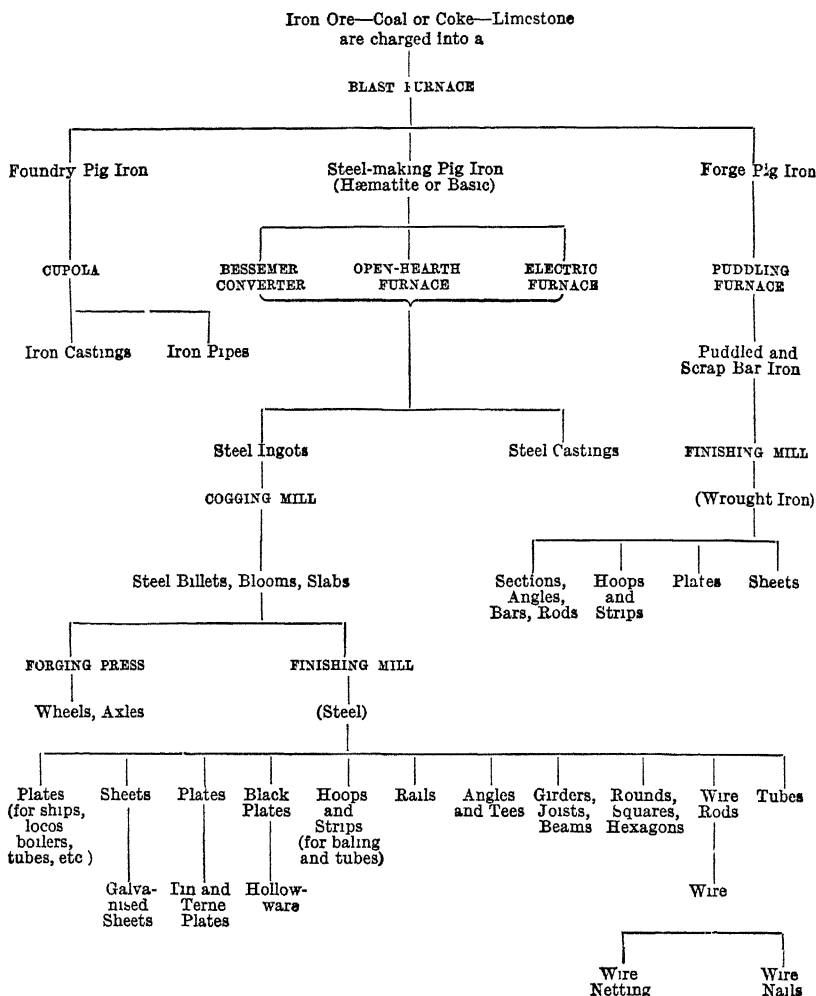 Iron Ore—Coal or Coke—Limestone
are charged into a
BLAST FURNACE
Foundry Pig Iron
Steel-making Pig Iron
(Hæmatite or Basic)
Forge Pig Iron
CUPOLA
BESSEMER
CONVERTER
OPEN-HEARTH
FURNACE
ELECTRIC
FURNACE
PUDDLING
FURNACE
Iron Castings
Iron Pipes
Puddled and
Scrap Bar Iron
Steel Ingots
Steel Castings
FINISHING MILL
COGGING MILL
(Wrought Iron)
Steel Billets, Blooms, Slabs
Sections,
Angles,
Bars, Rods
Hoops
and
Strips
Plates
Sheets
FORGING PRESS
FINISHING MILL
Wheels, Axles
(Steel)
Plates
(for ships,
locos
boilers,
tubes, etc )
Sheets
Plates
Black
Plates
Hoops
and
Strips
(for baling
and tubes)
Rails
Angles
and Tees
Girders,
Joists,
Beams
Rounds,
Squares,
Hexagons
Wire
Rods
Tubes
Galva-
nised
Sheets
Tin and
Terne
Plates
Hollow-
ware
Wire
Wire
Netting
Wire
Nails